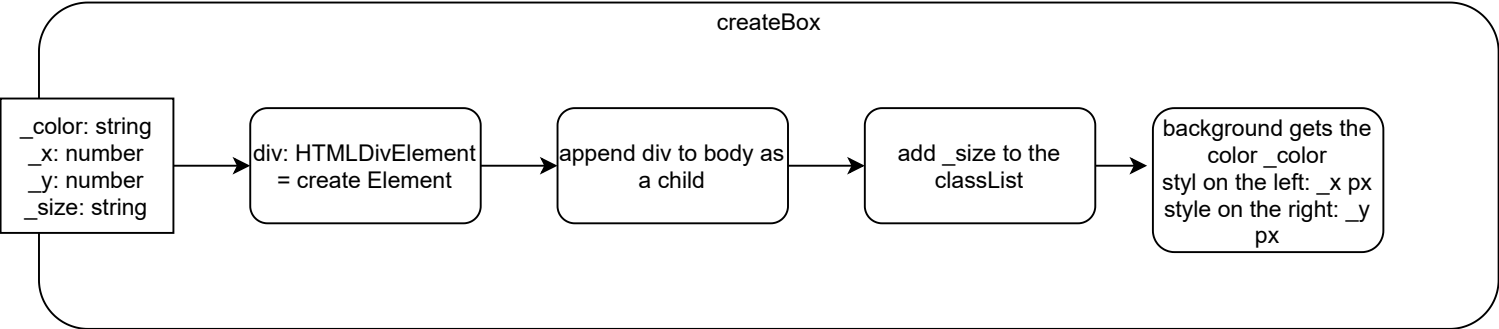 createBox
_color: string
_x: number
_y: number
_size: string
div: HTMLDivElement
= create Element
append div to body as
a child
add _size to the
classList
background gets the
color _color
styl on the left: _x px
style on the right: _y
px